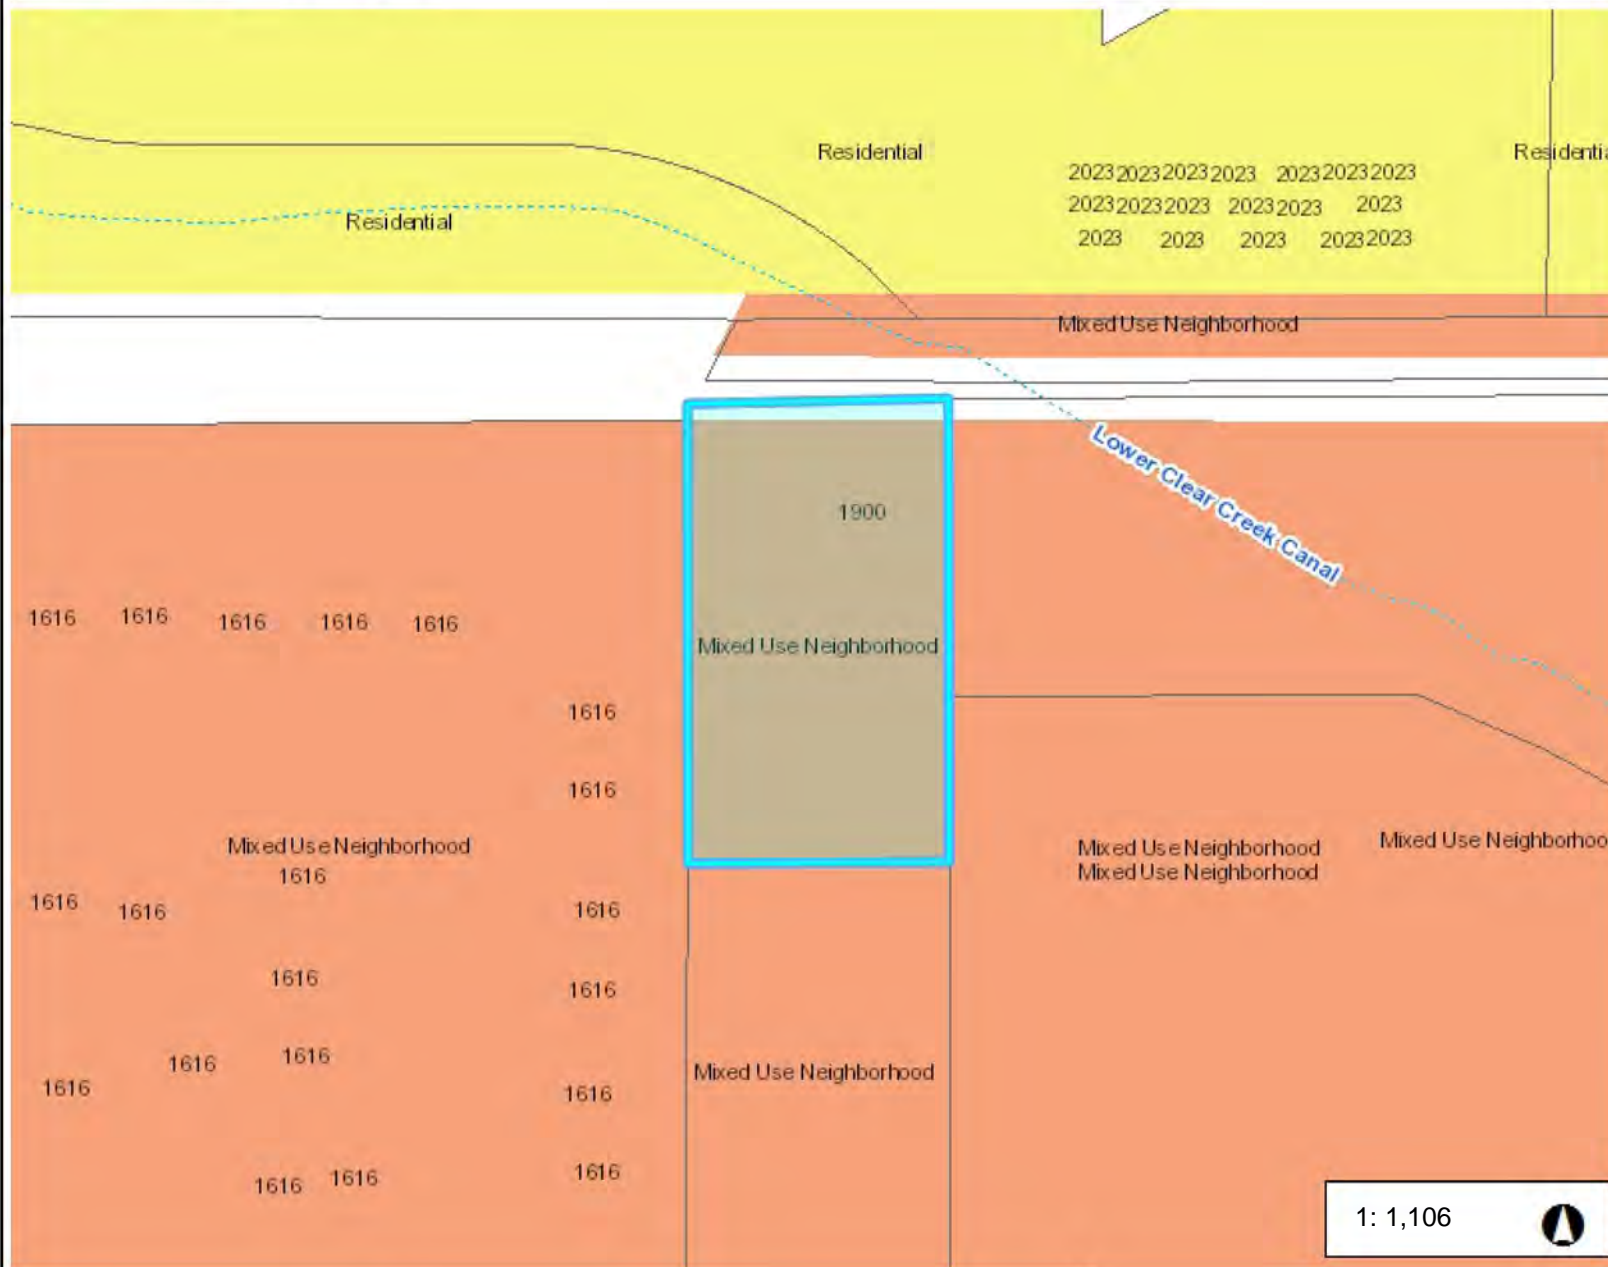 Residential
Residentia
2023 2023 2023 2023 2023 2023 2023
2023 2023 2023 2023 2023 2023
2023 2023 2023 2023 2023
Residential
Mixed Use Neighborhood
Lower Clear Creek Canal
1900
1616 1616 1616 1616 1616
Mixed Use Neighborhood
1616
1616
Mixed Use Neighborhood
1616
Mixed Use Neighborhood
Mixed Use Neighborhood
Mixed Use Neighborhoo
1616 1616
1616
1616
1616
1616
1616
1616
Mixed Use Neighborhood
1616
1616
1616
1616 1616
1: 1,106